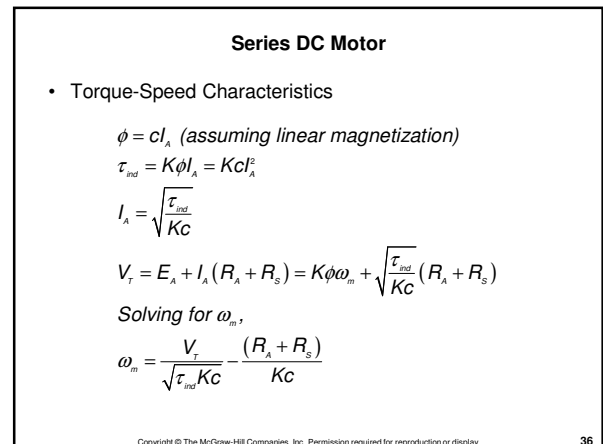 Series DC Motor
• Torque-Speed Characteristics
ϕ = cI_A (assuming linear magnetization)
τ_ind = KϕI_A = KcI_A²
I_A = √(τ_ind / Kc)
V_T = E_A + I_A (R_A + R_S) = Kϕω_m + √(τ_ind / Kc) (R_A + R_S)
Solving for ω_m,
ω_m = V_T / (√(τ_ind Kc)) − (R_A + R_S) / Kc
Copyright © The McGraw-Hill Companies, Inc. Permission required for reproduction or display.
36